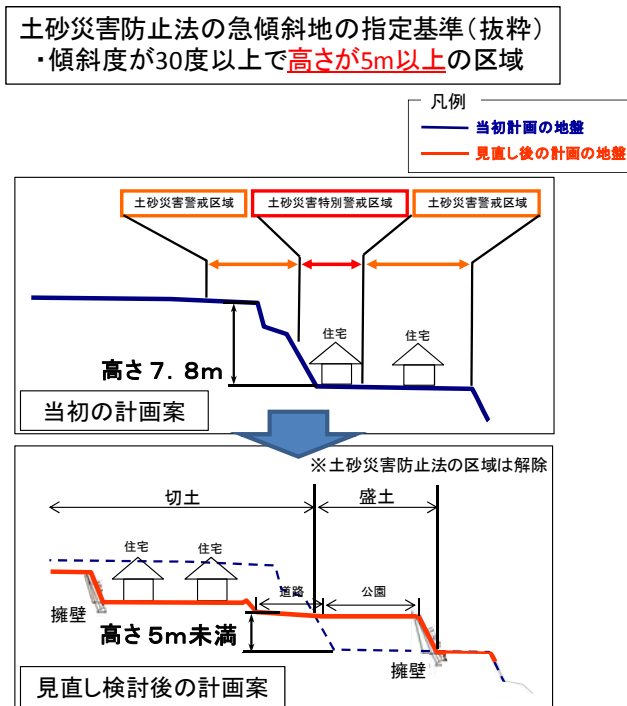 土砂災害防止法の急傾斜地の指定基準（抜粋）
・傾斜度が30度以上で高さが5m以上の区域
凡例
当初計画の地盤
見直し後の計画の地盤
土砂災害警戒区域
土砂災害特別警戒区域
土砂災害警戒区域
住宅
住宅
高さ７．８ｍ
当初の計画案
※土砂災害防止法の区域は解除
切土
盛土
住宅
住宅
道路
公園
擁壁
高さ５ｍ未満
擁壁
見直し検討後の計画案